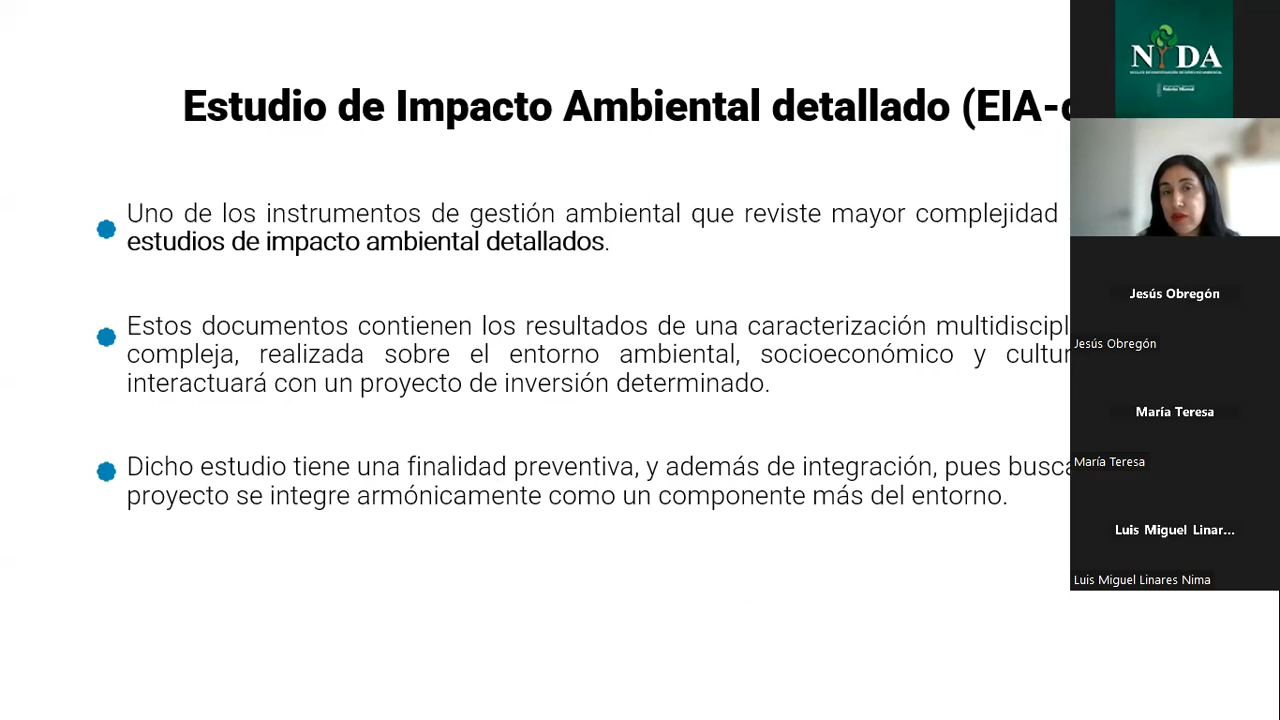 Estudio de Impacto Ambiental detallado (EIA-d
Uno de los instrumentos de gestión ambiental que reviste mayor complejidad
estudios de impacto ambiental detallados.
Estos documentos contienen los resultados de una caracterización multidiscipl
compleja, realizada sobre el entorno ambiental, socioeconómico y cultur
interactuará con un proyecto de inversión determinado.
Dicho estudio tiene una finalidad preventiva, y además de integración, pues busca
proyecto se integre armónicamente como un componente más del entorno.
NYDA
Jesús Obregón
Jesús Obregón
María Teresa
María Teresa
Luis Miguel Linar...
Luis Miguel Linares Nima